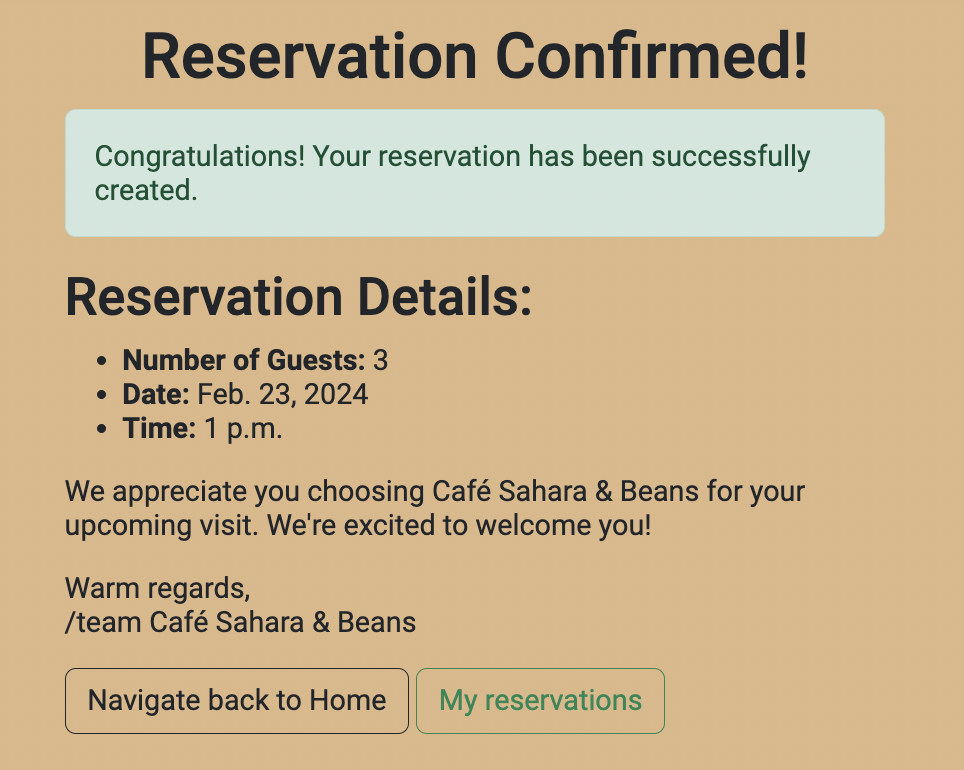 Reservation Confirmed!
Congratulations! Your reservation has been successfully
created.
Reservation Details:
• Number of Guests: 3
• Date: Feb. 23, 2024
• Time: 1 p.m.
We appreciate you choosing Café Sahara & Beans for your
upcoming visit. We're excited to welcome you!
Warm regards,
/team Café Sahara & Beans
Navigate back to Home
My reservations